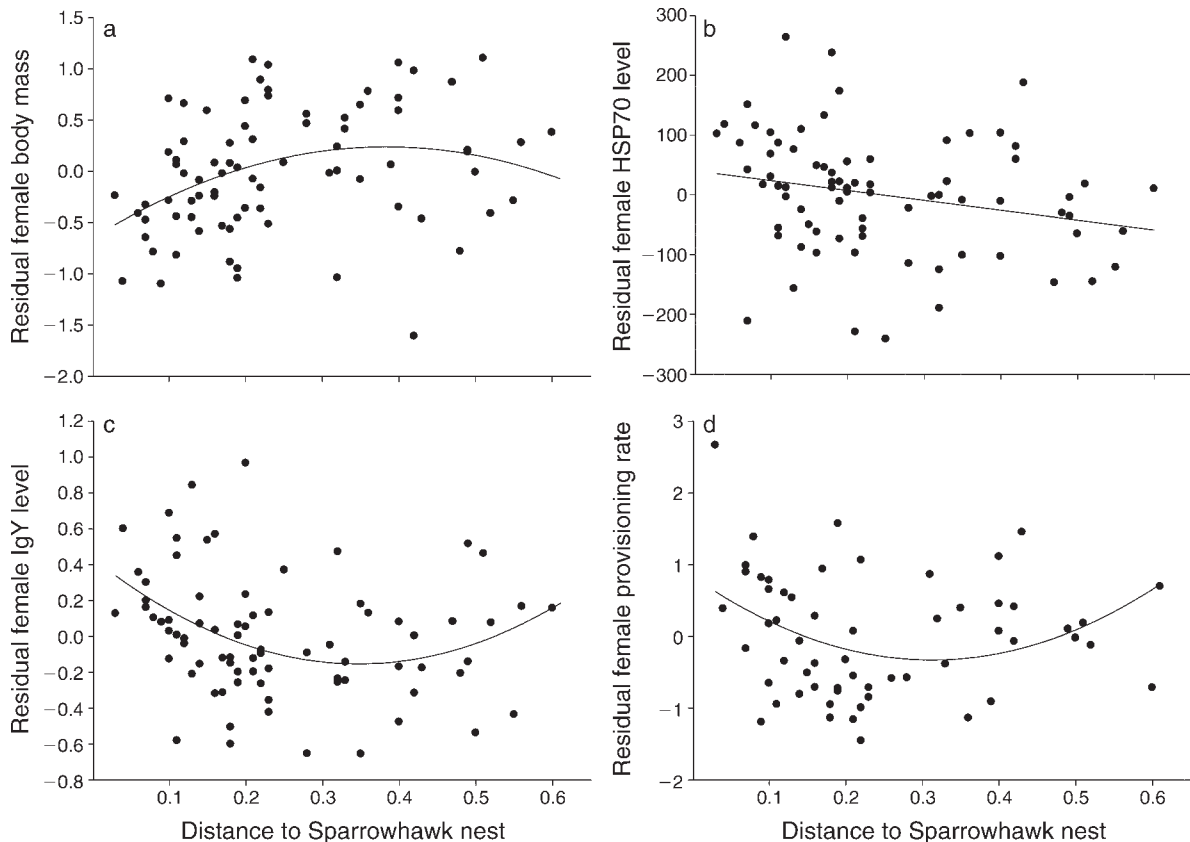 a
1.5
1.0
0.5
0.0
−0.5
−1.0
−1.5
−2.0
Residual female body mass
b
300
200
100
0
−100
−200
−300
Residual female HSP70 level
c
1.2
1.0
0.8
0.6
0.4
0.2
0.0
−0.2
−0.4
−0.6
−0.8
Residual female IgY level
0.1 0.2 0.3 0.4 0.5 0.6
Distance to Sparrowhawk nest
d
3
2
1
0
−1
−2
Residual female provisioning rate
0.1 0.2 0.3 0.4 0.5 0.6
Distance to Sparrowhawk nest